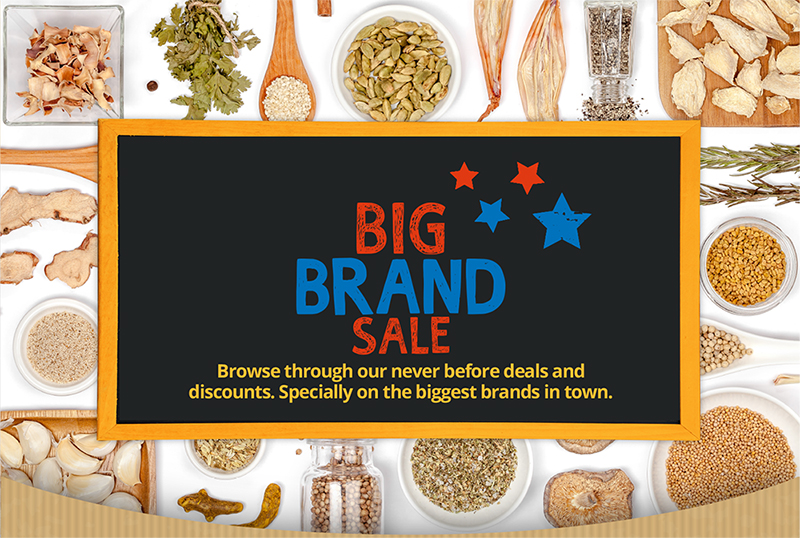 BIG
BRAND
SALE
Browse through our never before deals and
discounts. Specially on the biggest brands in town.